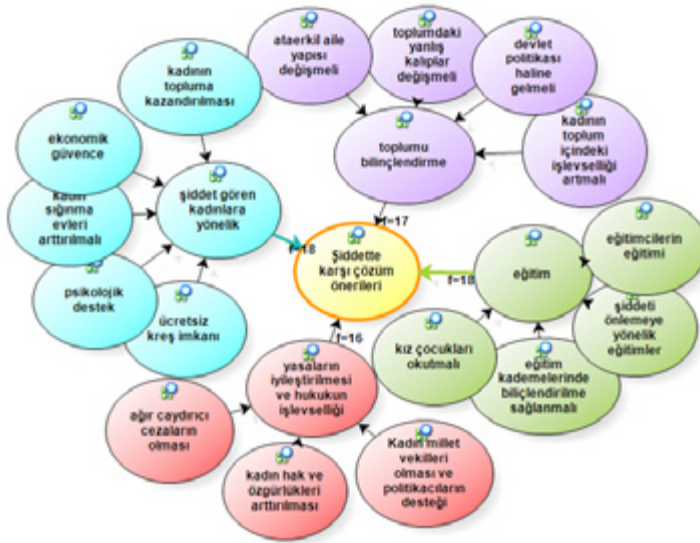 ataerkil aile
yapısı
değişmeli
toplumdaki
yanlış
kalıplar
değişmeli
devlet
politikası
haline
gelmeli
kadının
toplum
içindeki
işlevselliği
artmalı
toplumu
bilinçlendirme
f=17
kadının
topluma
kazandırılması
ekonomik
güvence
kadın
sığınma
evleri
arttırılmalı
psikolojik
destek
ücretsiz
kreş imkanı
şiddet gören
kadınlara
yönelik
f=18
Şiddette
karşı çözüm
önerileri
f=18
eğitim
eğitimcilerin
eğitimi
şiddeti
önlemeye
yönelik
eğitimler
eğitim
kademelerinde
biliçlendirilme
sağlanmalı
kız çocukları
okutmalı
f=16
yasaların
iyileştirilmesi
ve hukukun
işlevselliği
ağır caydırıcı
cezaların
olması
kadın hak ve
özgürlükleri
arttırılması
Kadın millet
vekilleri
olması ve
politikacıların
desteği